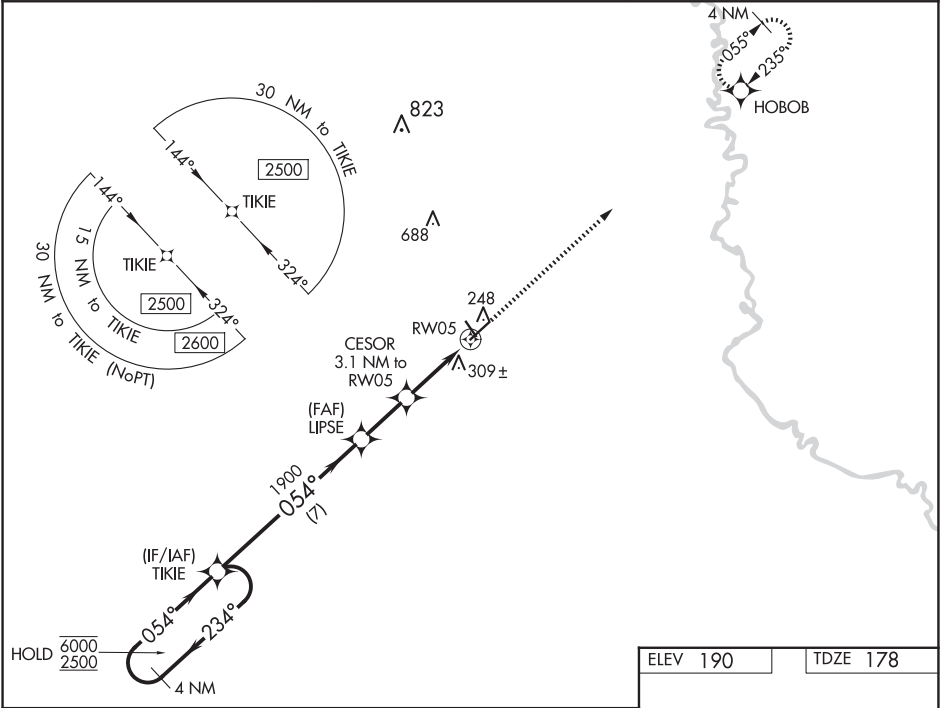 4 NM
055°
235°
HOBOB
30 NM to TIKIE
823
144°
2500
TIKIE
688
324°
144°
15 NM to TIKIE
TIKIE
2500
324°
30 NM to TIKIE (NoPT)
2600
248
RW05
CESOR
3.1 NM to
RW05
309±
(FAF)
LIPSE
1900
054°
(7)
(IF/IAF)
TIKIE
054°
234°
HOLD 6000
2500
4 NM
ELEV 190
TDZE 178